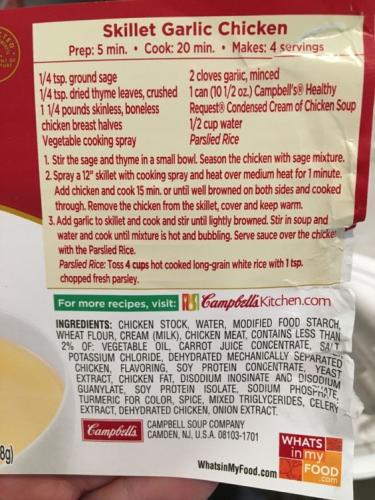 Skillet Garlic Chicken
Prep: 5 min. • Cook: 20 min. • Makes: 4 servings
1/4 tsp. ground sage
1/4 tsp. dried thyme leaves, crushed
1 1/4 pounds skinless, boneless
chicken breast halves
Vegetable cooking spray
2 cloves garlic, minced
1 can (10 1/2 oz.) Campbell's® Healthy
Request® Condensed Cream of Chicken Soup
1/2 cup water
Parslied Rice
1. Stir the sage and thyme in a small bowl. Season the chicken with sage mixture.
2. Spray a 12" skillet with cooking spray and heat over medium heat for 1 minute.
Add chicken and cook 15 min. or until well browned on both sides and cooked
through. Remove the chicken from the skillet, cover and keep warm.
3. Add garlic to skillet and cook and stir until lightly browned. Stir in soup and
water and cook until mixture is hot and bubbling. Serve sauce over the chicken
with the Parslied Rice.
Parslied Rice: Toss 4 cups hot cooked long-grain white rice with 1 tsp.
chopped fresh parsley.
For more recipes, visit: Campbell's Kitchen.com
INGREDIENTS: CHICKEN STOCK, WATER, MODIFIED FOOD STARCH,
WHEAT FLOUR, CREAM (MILK), CHICKEN MEAT, CONTAINS LESS THAN
2% OF: VEGETABLE OIL, CARROT JUICE CONCENTRATE, SALT,
POTASSIUM CHLORIDE, DEHYDRATED MECHANICALLY SEPARATED
CHICKEN, FLAVORING, SOY PROTEIN CONCENTRATE, YEAST
EXTRACT, CHICKEN FAT, DISODIUM INOSINATE AND DISODIUM
GUANYLATE, SOY PROTEIN ISOLATE, SODIUM PHOSPHATE,
TURMERIC FOR COLOR, SPICE, MIXED TRIGLYCERIDES, CELERY
EXTRACT, DEHYDRATED CHICKEN, ONION EXTRACT.
Campbell's
CAMPBELL SOUP COMPANY
CAMDEN, NJ, U.S.A. 08103-1701
8g)
WhatsinMyFood.com
WHATS
in my
FOOD
.com